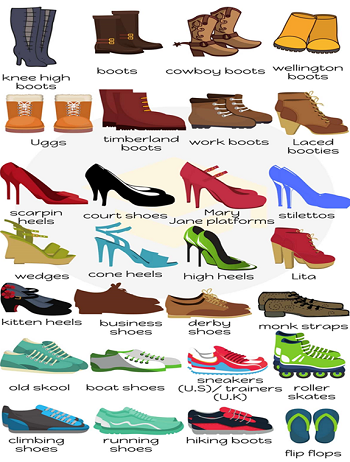 knee high
boots
boots
cowboy boots
wellington
boots
Uggs
timberland
boots
work boots
Laced
booties
scarpin
heels
court shoes
Mary
Jane platforms
stilettos
wedges
cone heels
high heels
Lita
kitten heels
business
shoes
derby
shoes
monk straps
old skool
boat shoes
sneakers
(U.S)/ trainers
(U.K)
roller
skates
climbing
shoes
running
shoes
hiking boots
flip flops